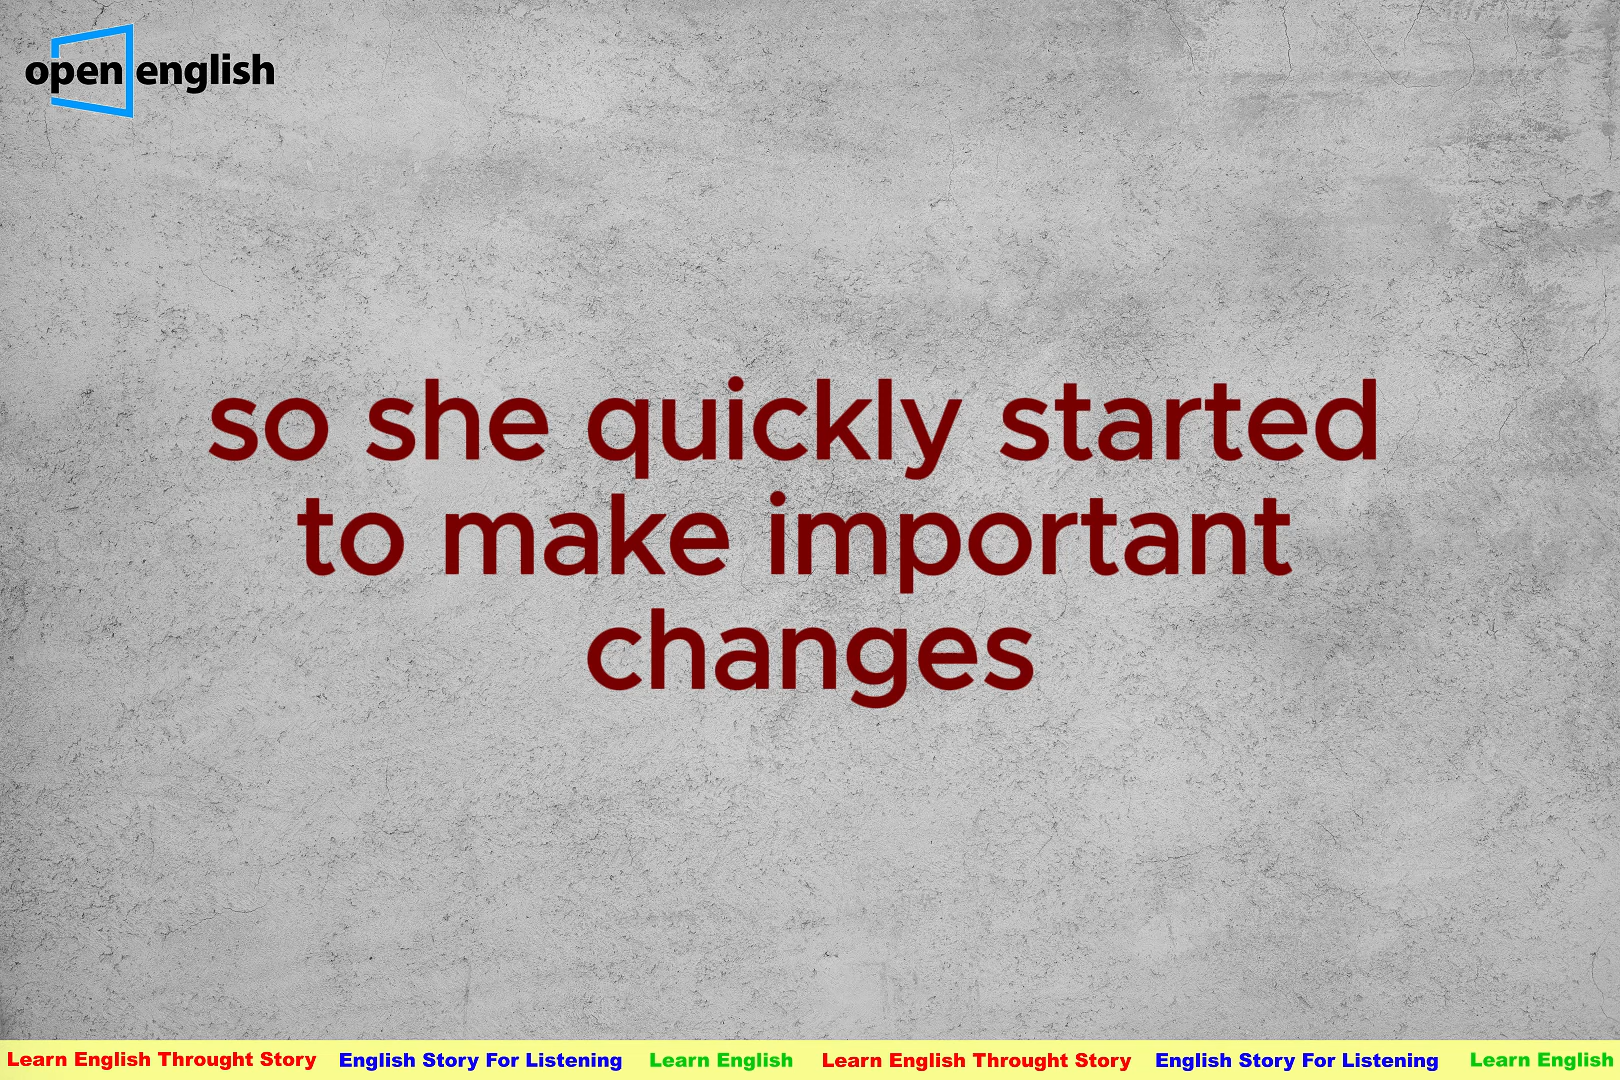 open english
so she quickly started
to make important
changes
Learn English Throught Story English Story For Listening Learn English Learn English Throught Story English Story For Listening Learn English